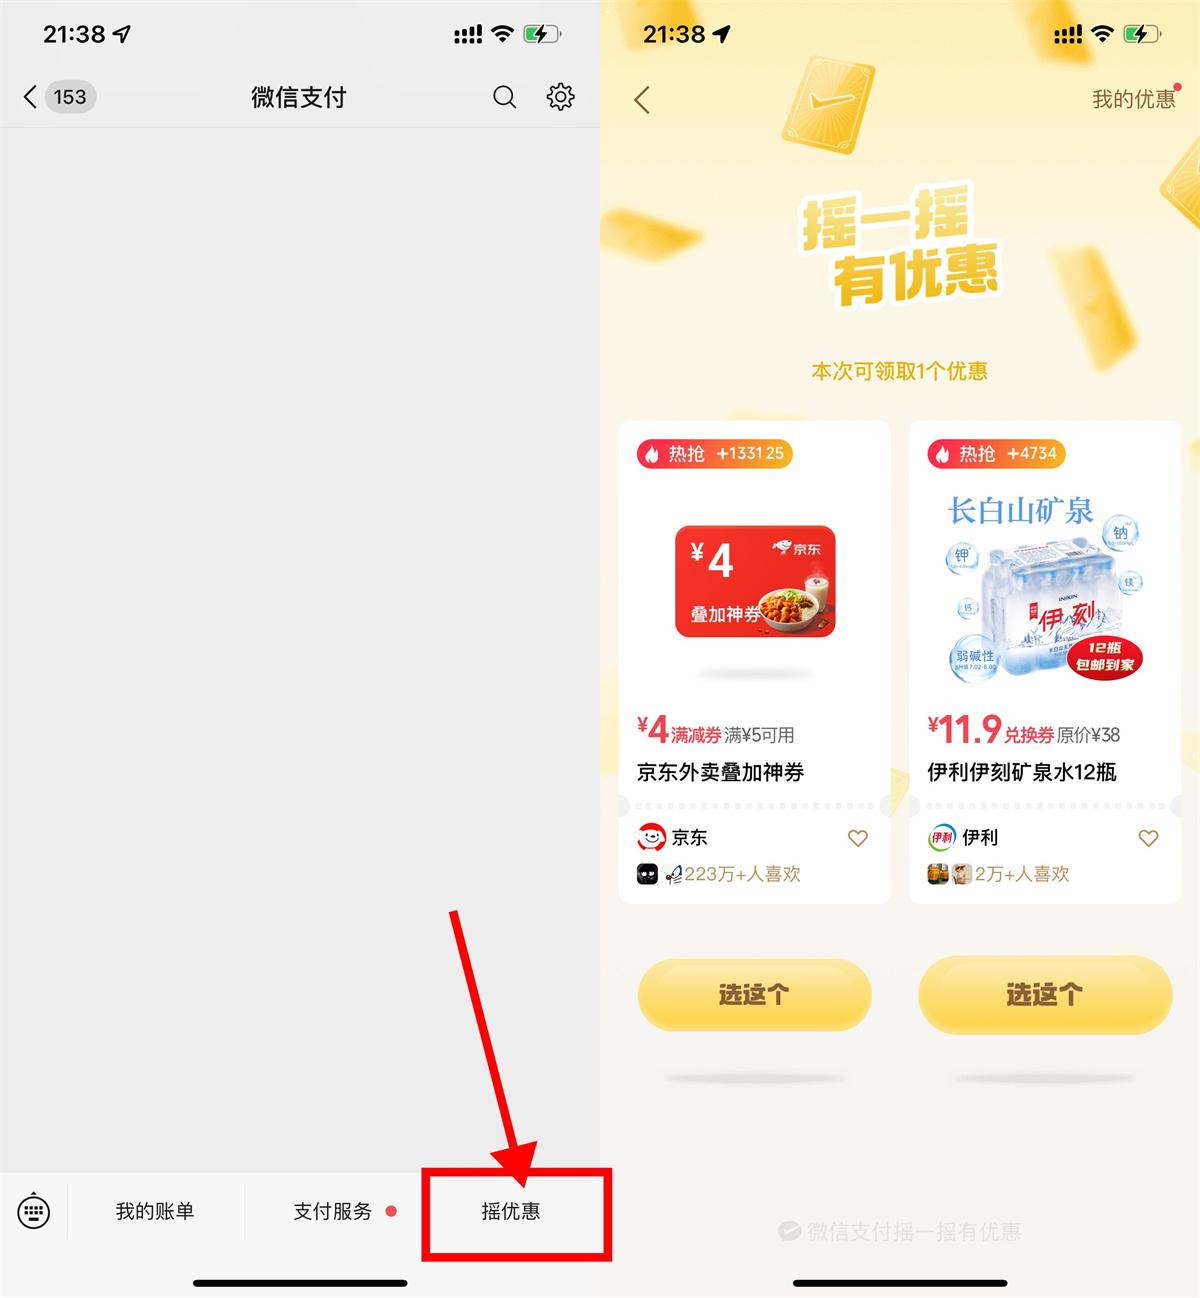 21:38
153
微信支付
我的账单
支付服务
摇优惠
21:38
我的优惠
摇一摇
有优惠
本次可领取1个优惠
热抢 +133125
¥4
京东
叠加神券
¥4满减券 满¥5可用
京东外卖叠加神券
京东
223万+人喜欢
选这个
热抢 +4734
长白山矿泉
钾
钠
钙
镁
弱碱性
pH值7.02-8.00
INIKIN
伊刻
12瓶
包邮到家
¥11.9兑换券 原价¥38
伊利伊刻矿泉水12瓶
伊利
伊利
2万+人喜欢
选这个
微信支付摇一摇有优惠